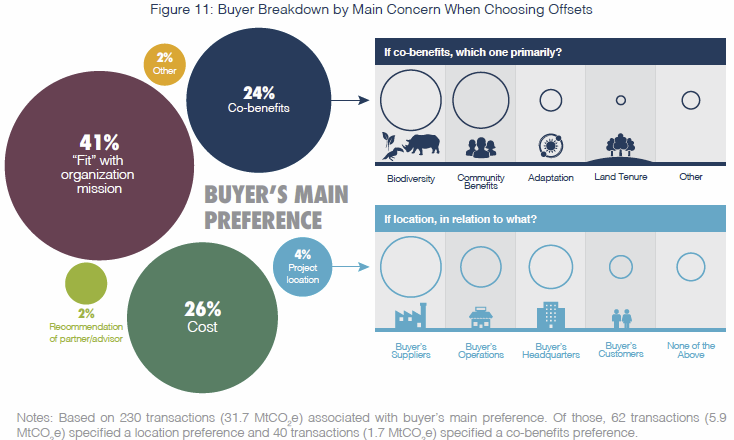 Figure 11: Buyer Breakdown by Main Concern When Choosing Offsets
2%
Other
24%
Co-benefits
41%
"Fit" with
organization
mission
BUYER'S MAIN
PREFERENCE
4%
Project
location
2%
Recommendation
of partner/advisor
26%
Cost
If co-benefits, which one primarily?
Biodiversity
Community
Benefits
Adaptation
Land Tenure
Other
If location, in relation to what?
Buyer's
Suppliers
Buyer's
Operations
Buyer's
Headquarters
Buyer's
Customers
None of the
Above
Notes: Based on 230 transactions (31.7 MtCO₂e) associated with buyer's main preference. Of those, 62 transactions (5.9
MtCO₂e) specified a location preference and 40 transactions (1.7 MtCO₂e) specified a co-benefits preference.